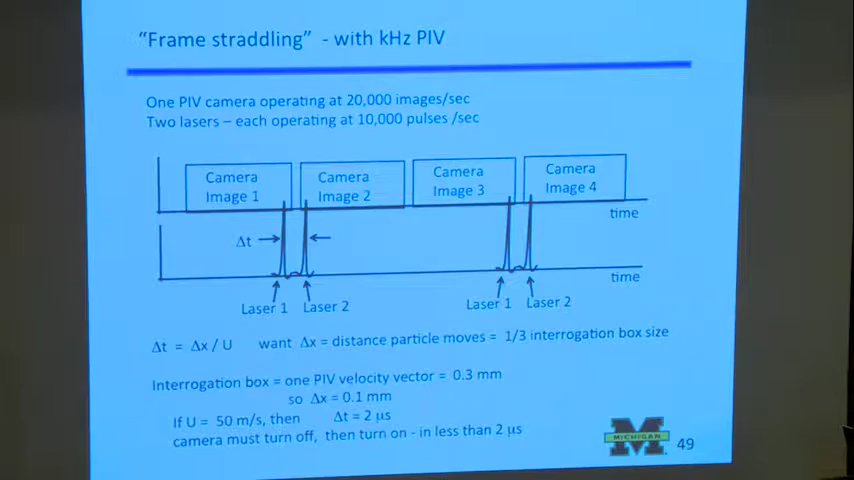 “Frame straddling” - with kHz PIV
One PIV camera operating at 20,000 images/sec
Two lasers – each operating at 10,000 pulses /sec
Camera Image 1
Camera Image 2
Camera Image 3
Camera Image 4
time
Δt
time
Laser 1
Laser 2
Laser 1
Laser 2
Δt = Δx / U want Δx = distance particle moves = 1/3 interrogation box size
Interrogation box = one PIV velocity vector = 0.3 mm
so Δx = 0.1 mm
If U = 50 m/s, then Δt = 2 μs
camera must turn off, then turn on - in less than 2 μs
M
MICHIGAN
49